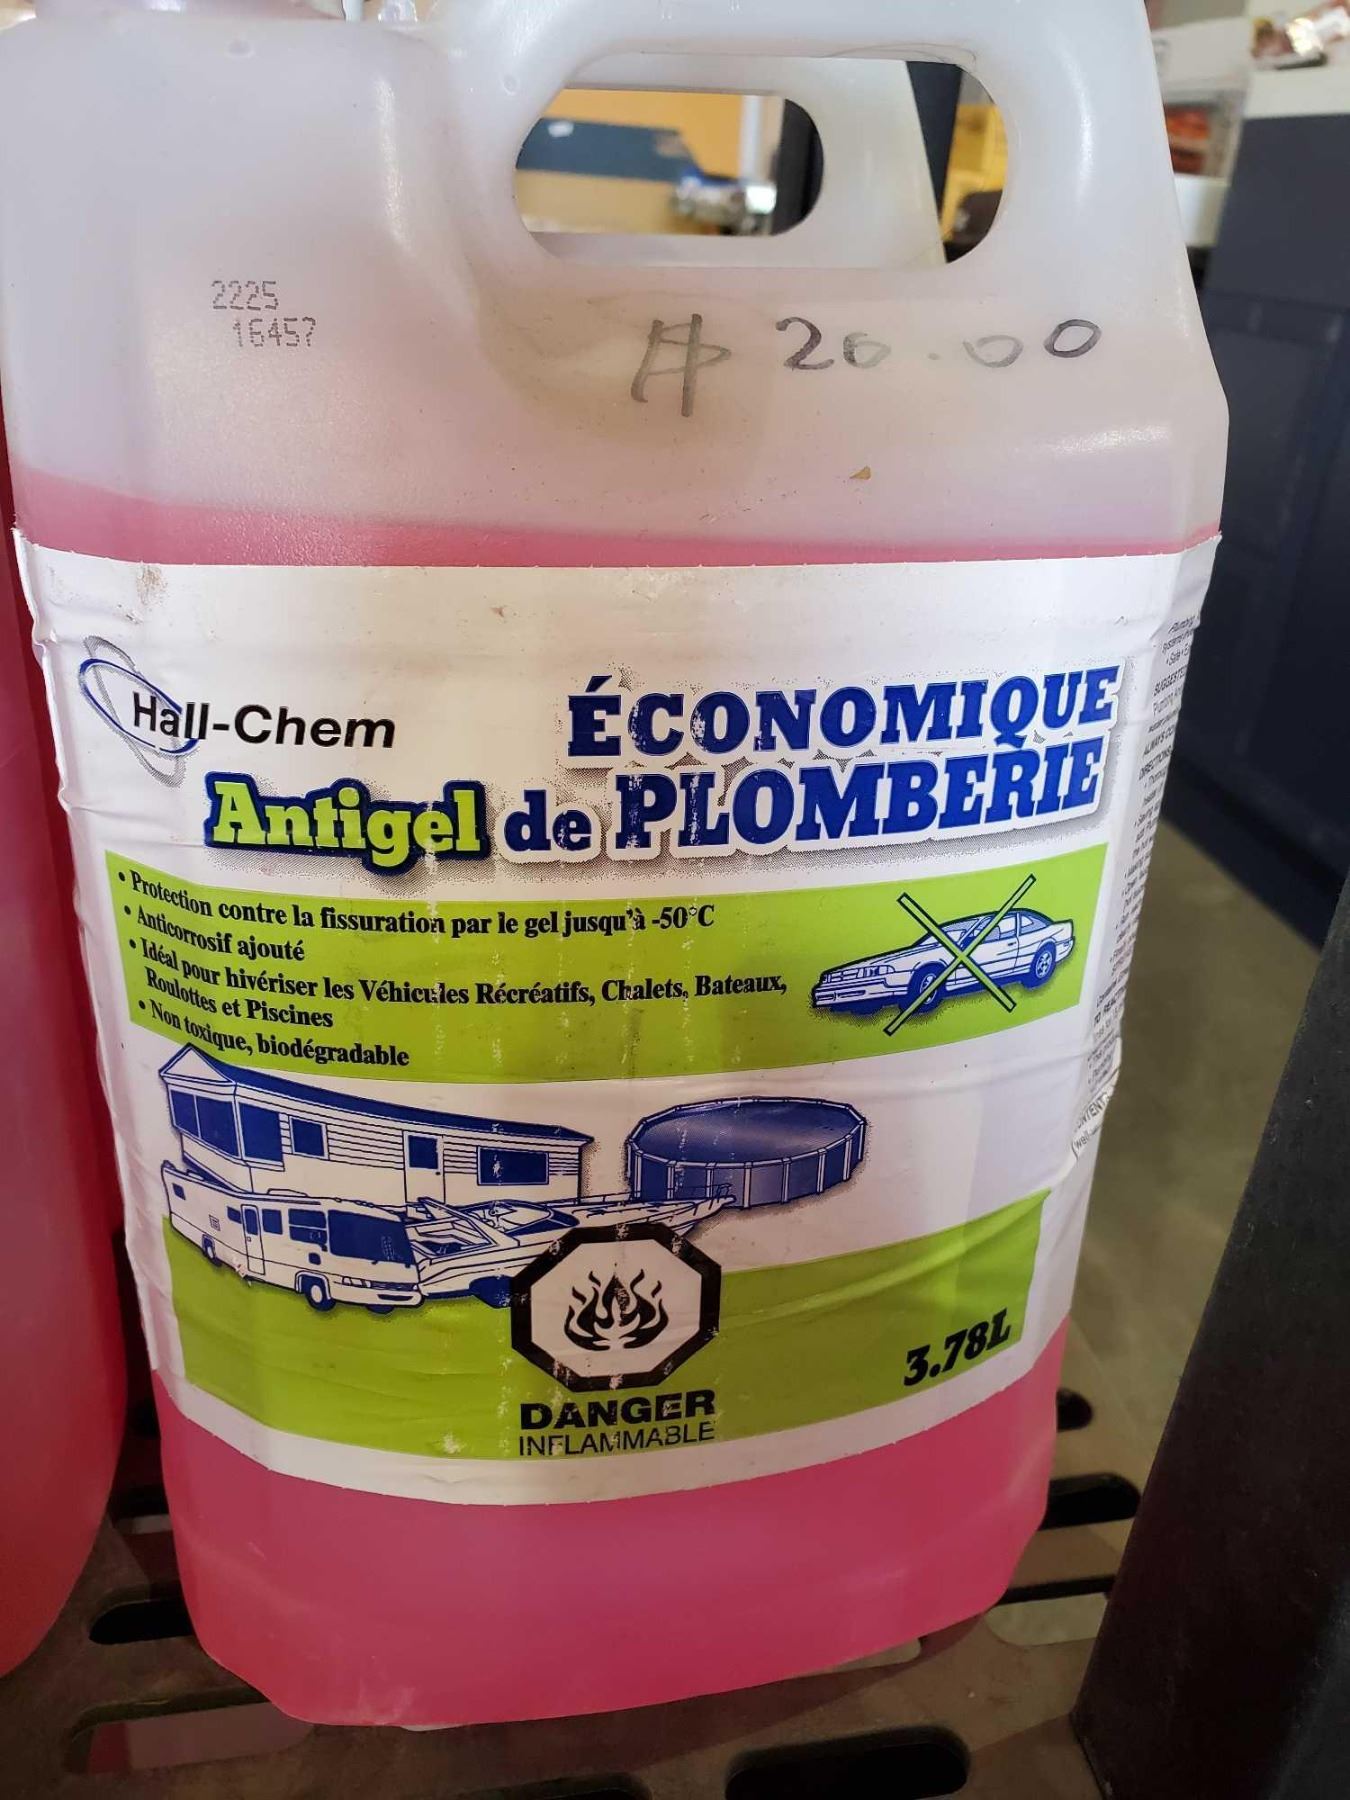 2225
16457
$ 20.00
Hall-Chem
ÉCONOMIQUE
Antigel de PLOMBERIE
• Protection contre la fissuration par le gel jusqu'à -50°C
• Anticorrosif ajouté
• Idéal pour hivériser les Véhicules Récréatifs, Chalets, Bateaux,
Roulottes et Piscines
• Non toxique, biodégradable
3.78L
DANGER
INFLAMMABLE